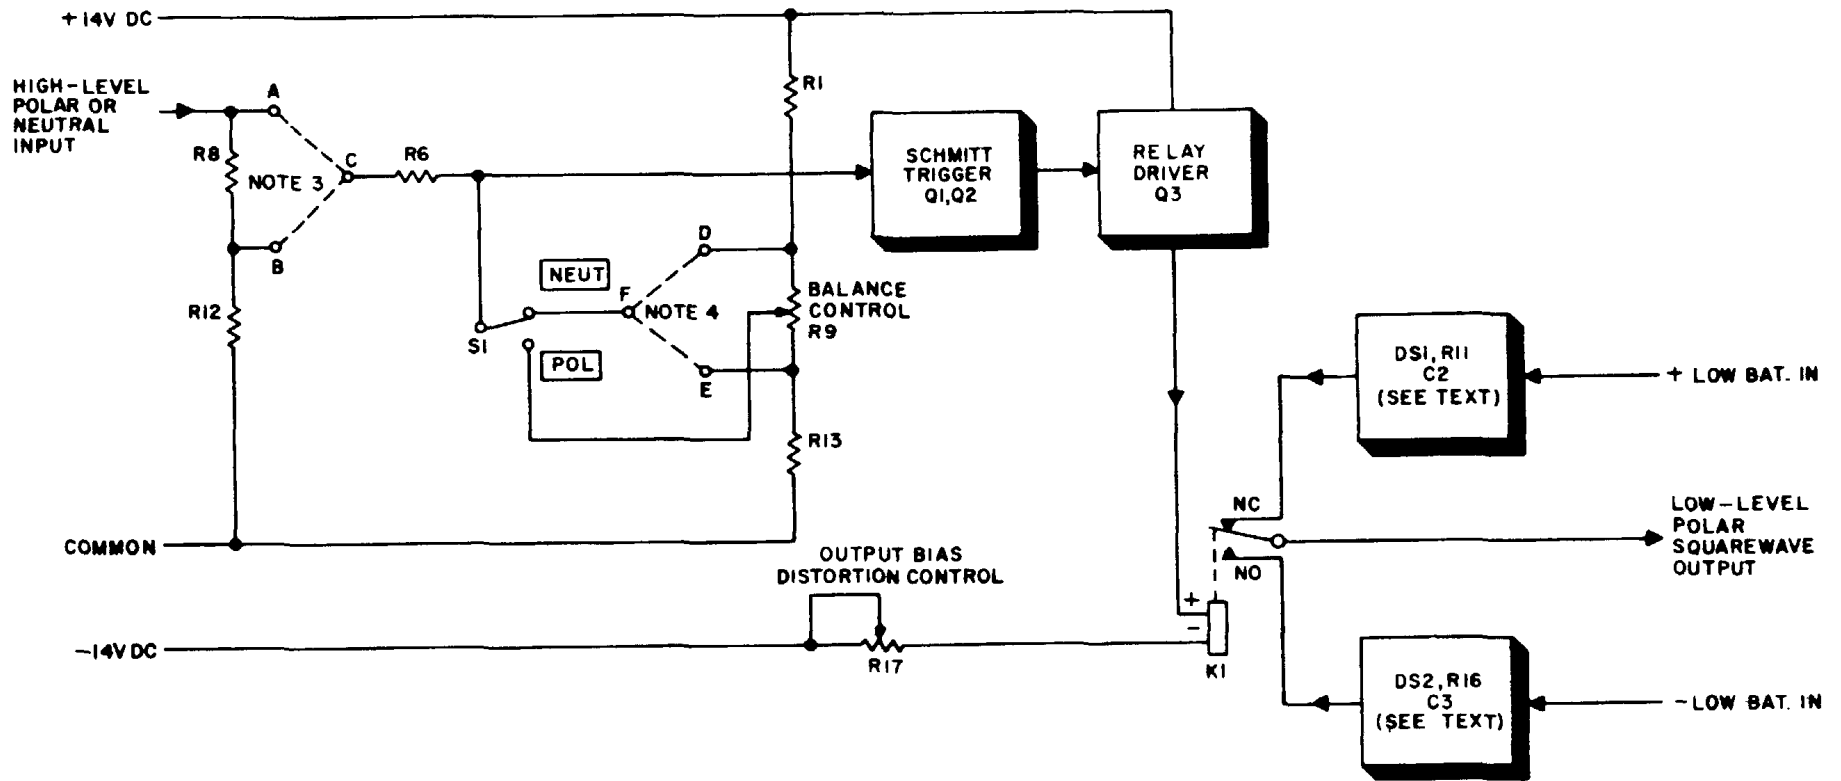 +14V DC
HIGH-LEVEL
POLAR OR
NEUTRAL
INPUT
A
R8
NOTE 3
C
R6
B
R12
R1
SCHMITT
TRIGGER
Q1,Q2
RELAY
DRIVER
Q3
D
NEUT
F
NOTE 4
BALANCE
CONTROL
R9
S1
POL
E
R13
COMMON
OUTPUT BIAS
DISTORTION CONTROL
-14V DC
R17
+
-
K1
NC
NO
DS1, R11
C2
(SEE TEXT)
+ LOW BAT. IN
LOW-LEVEL
POLAR
SQUAREWAVE
OUTPUT
DS2, R16
C3
(SEE TEXT)
- LOW BAT. IN